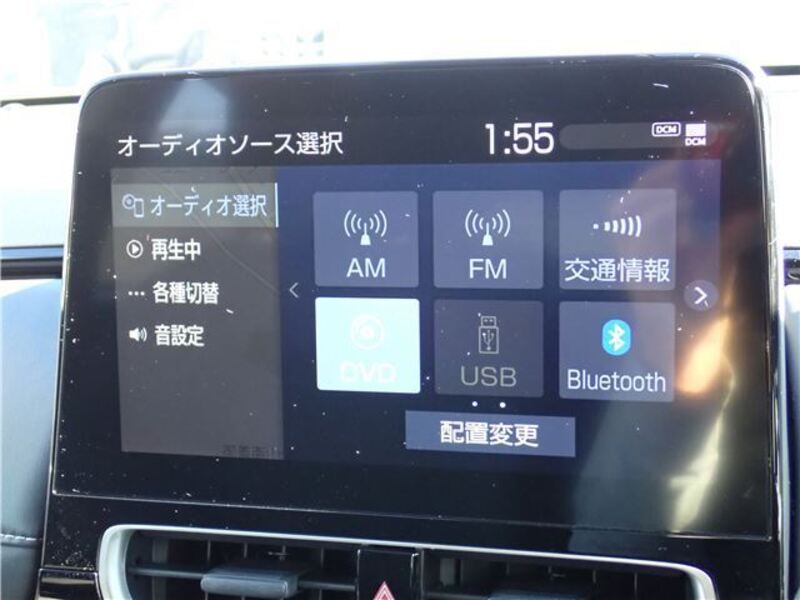 オーディオソース選択
1:55
DCM
DCM
オーディオ選択
再生中
各種切替
音設定
AM
FM
交通情報
DVD
USB
Bluetooth
配置変更